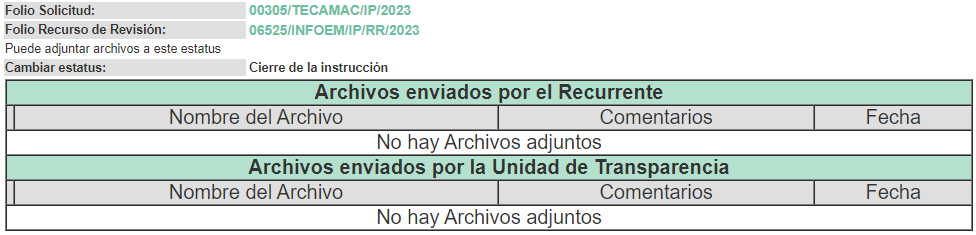 Folio Solicitud: 00305/TECAMAC/IP/2023
Folio Recurso de Revisión: 06525/INFOEM/IP/RR/2023
Puede adjuntar archivos a este estatus
Cambiar estatus: Cierre de la instrucción
Archivos enviados por el Recurrente
Nombre del Archivo Comentarios Fecha
No hay Archivos adjuntos
Archivos enviados por la Unidad de Transparencia
Nombre del Archivo Comentarios Fecha
No hay Archivos adjuntos